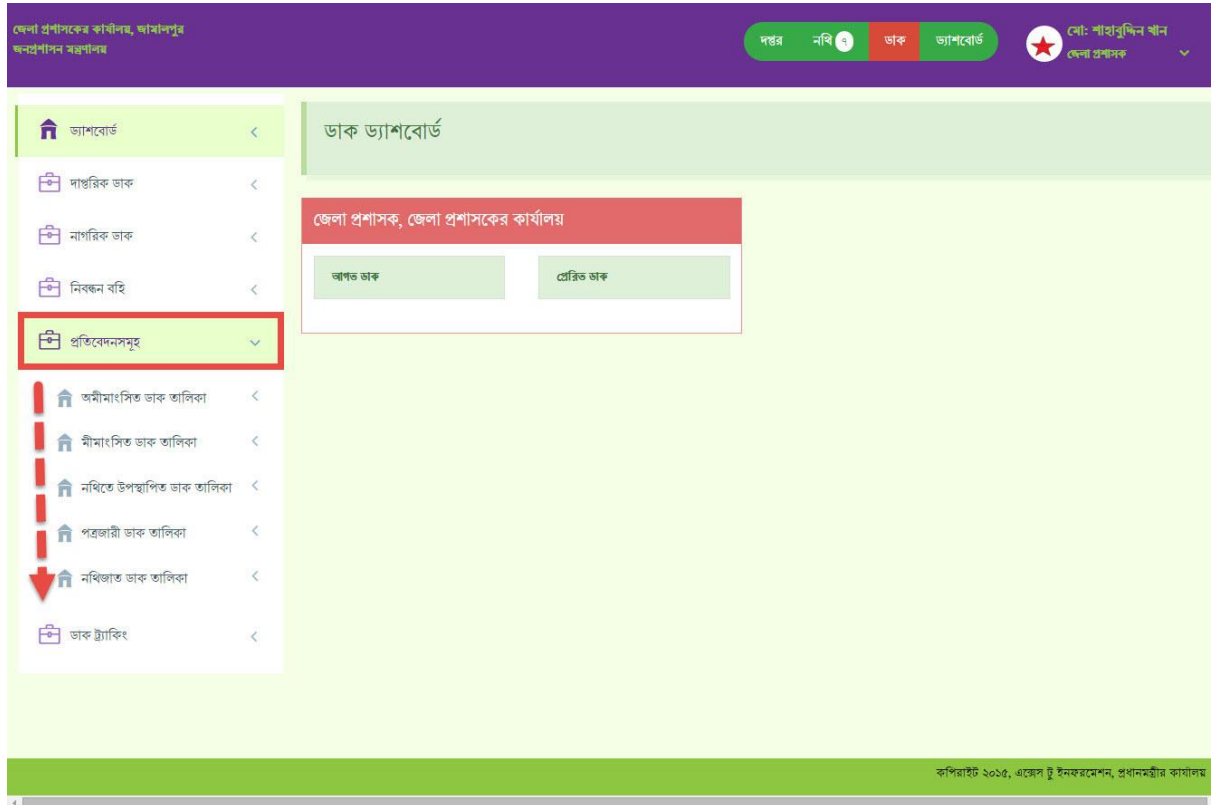 জেলা প্রশাসকের কার্যালয়, জামালপুর
জনপ্রশাসন মন্ত্রণালয়
দপ্তর নথি ৭ ডাক ড্যাশবোর্ড
মো: শাহাবুদ্দিন খান
জেলা প্রশাসক
ড্যাশবোর্ড
দাপ্তরিক ডাক
নাগরিক ডাক
নিবন্ধন বহি
প্রতিবেদনসমূহ
অমীমাংসিত ডাক তালিকা
মীমাংসিত ডাক তালিকা
নথিতে উপস্থাপিত ডাক তালিকা
পত্রজারী ডাক তালিকা
নথিজাত ডাক তালিকা
ডাক ট্র্যাকিং
ডাক ড্যাশবোর্ড
জেলা প্রশাসক, জেলা প্রশাসকের কার্যালয়
আগত ডাক প্রেরিত ডাক
কপিরাইট ২০১৫, এক্সেস টু ইনফরমেশন, প্রধানমন্ত্রীর কার্যালয়